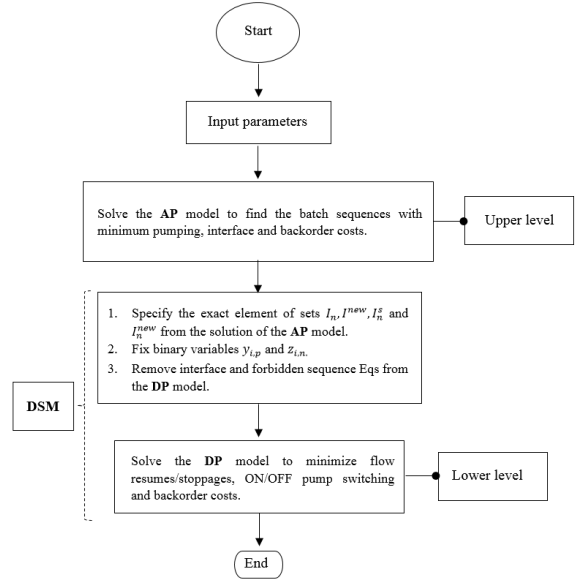 Start
Input parameters
Solve the AP model to find the batch sequences with
minimum pumping, interface and backorder costs.
Upper level
1. Specify the exact element of sets Iₙ, Iⁿᵉʷ, Iₙˢ and
Iₙⁿᵉʷ from the solution of the AP model.
2. Fix binary variables yᵢ,ₚ and zᵢ,ₙ.
3. Remove interface and forbidden sequence Eqs from
the DP model.
DSM
Solve the DP model to minimize flow
resumes/stoppages, ON/OFF pump switching
and backorder costs.
Lower level
End